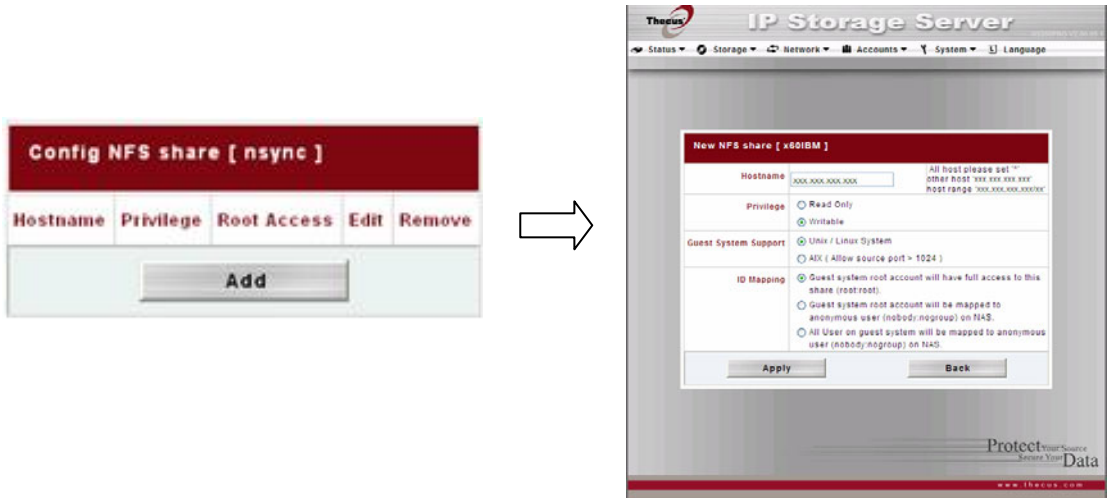 Config NFS share [ nsync ]
Hostname Privilege Root Access Edit Remove
Add
Thecus
IP Storage Server
Status Storage Network Accounts System Language
New NFS share [ x60IBM ]
Hostname
xxx.xxx.xxx.xxx
All host please set '*'
other host 'xxx.xxx.xxx.xxx'
host range 'xxx.xxx.xxx.xxx/xx'
Privilege
Read Only
Writable
Guest System Support
Unix / Linux System
AIX ( Allow source port > 1024 )
ID Mapping
Guest system root account will have full access to this
share (root:root).
Guest system root account will be mapped to
anonymous user (nobody:nogroup) on NAS.
All User on guest system will be mapped to anonymous
user (nobody:nogroup) on NAS.
Apply
Back
Protect Your Source
Secure Your Data
www.thecus.com